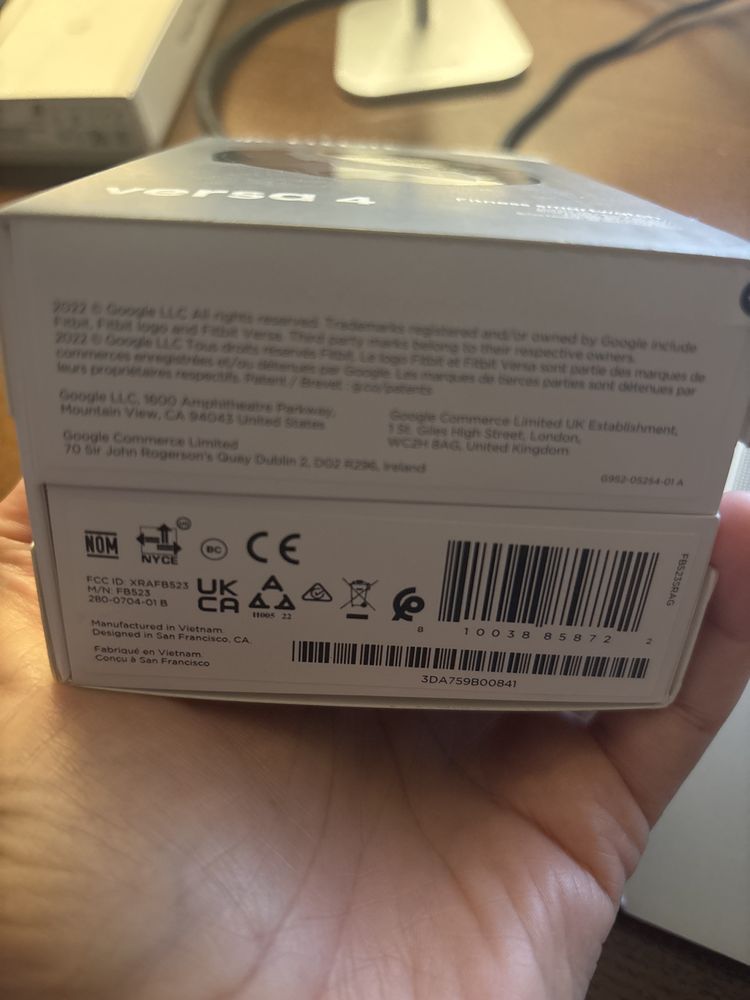 versa 4
Fitness smartwatch
2022 © Google LLC All rights reserved. Trademarks registered and/or owned by Google include
Fitbit, Fitbit logo and Fitbit Versa. Third party marks belong to their respective owners.
2022 © Google LLC Tous droits réservés Fitbit. Le logo Fitbit et Fitbit Versa sont partie des marques de
commerces enregistrées et/ou détenues par Google. Les marques de tierces parties sont détenues par
leurs propriétaires respectifs. Patent / Brevet : g.co/patents.
Google LLC, 1600 Amphitheatre Parkway,
Mountain View, CA 94043 United States
Google Commerce Limited
70 Sir John Rogerson's Quay Dublin 2, D02 R296, Ireland
Google Commerce Limited UK Establishment,
1 St. Giles High Street, London,
WC2H 8AG, United Kingdom
G952-05254-01 A
NOM
NYCE
BC
CE
FCC ID XRAFB523
M/N: FB523
280-0704-01 B
UK
CA
11005 22
Manufactured in Vietnam.
Designed in San Francisco, CA
Fabriqué en Vietnam.
Concu à San Francisco
8 10038 85872 2
FB523SRAG
3DA759B00841